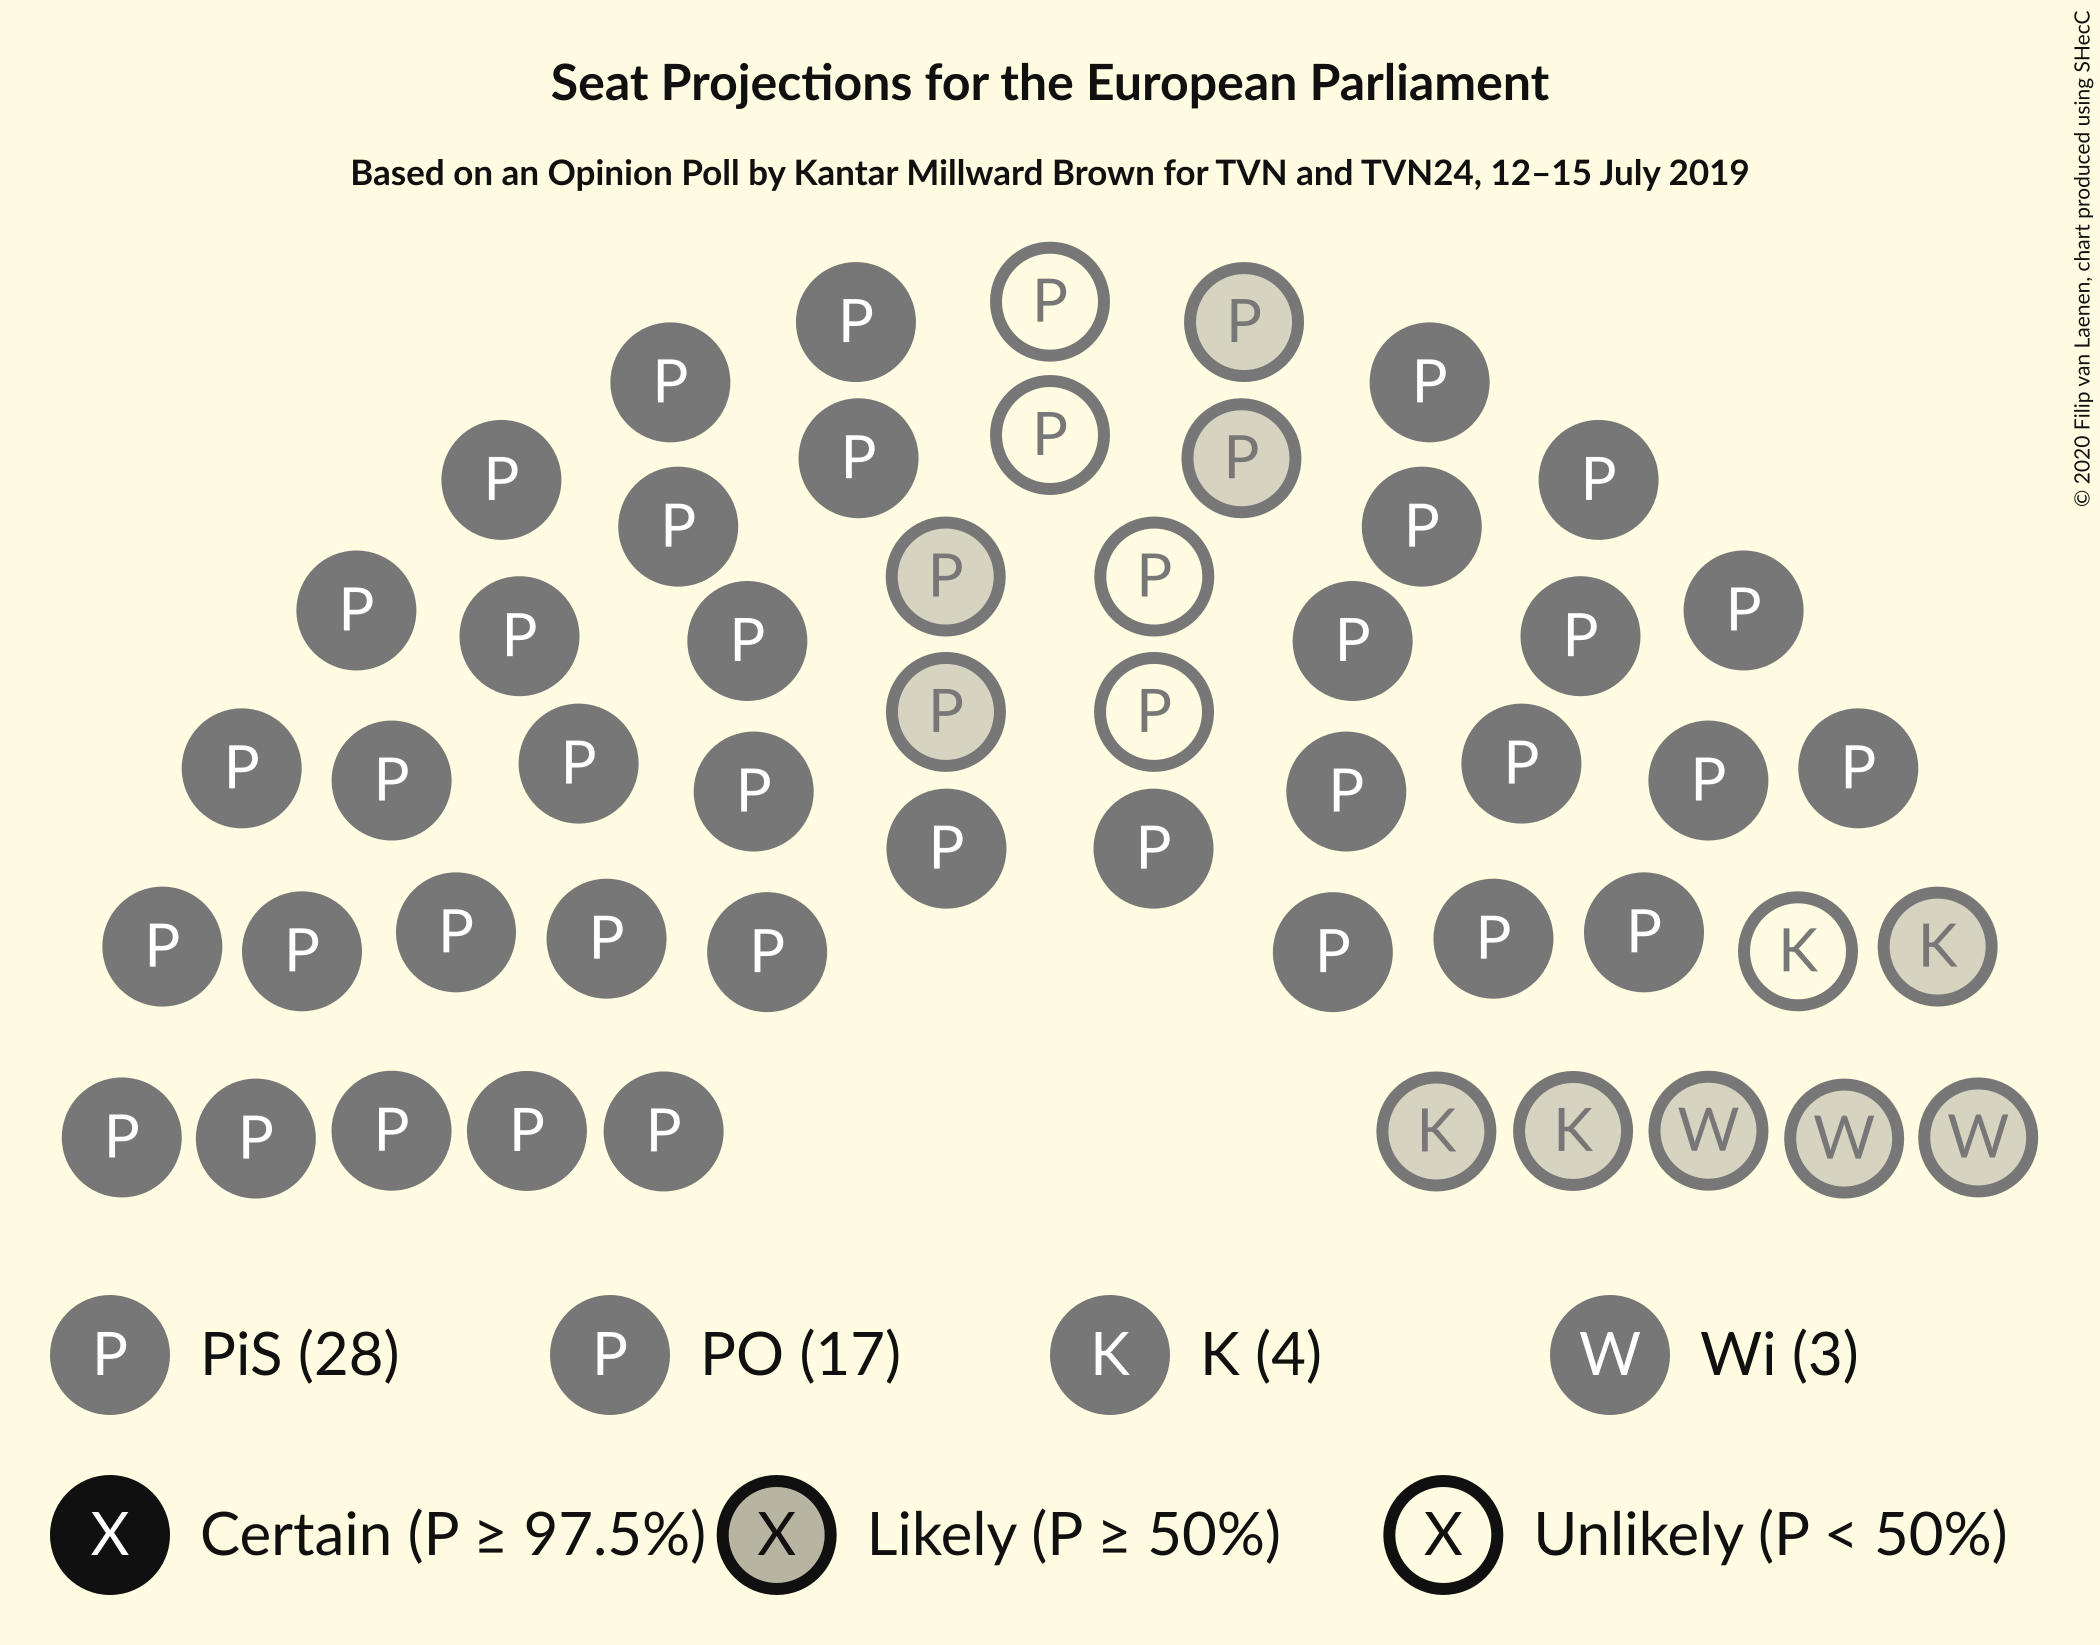 Seat Projections for the European Parliament
Based on an Opinion Poll by Kantar Millward Brown for TVN and TVN24, 12–15 July 2019
© 2020 Filip van Laenen, chart produced using SHecC
P P P
P P
P P P
P P
P P
P P
P P
P P
P P P P
P P
P P
P P P P
P P
P P
P P
P P P P
P P K K
P P P P
P P
P P P K K W W W
P P
P PiS (28) P PO (17) K K (4) W Wi (3)
X Certain (P ≥ 97.5%) X Likely (P ≥ 50%) X Unlikely (P < 50%)